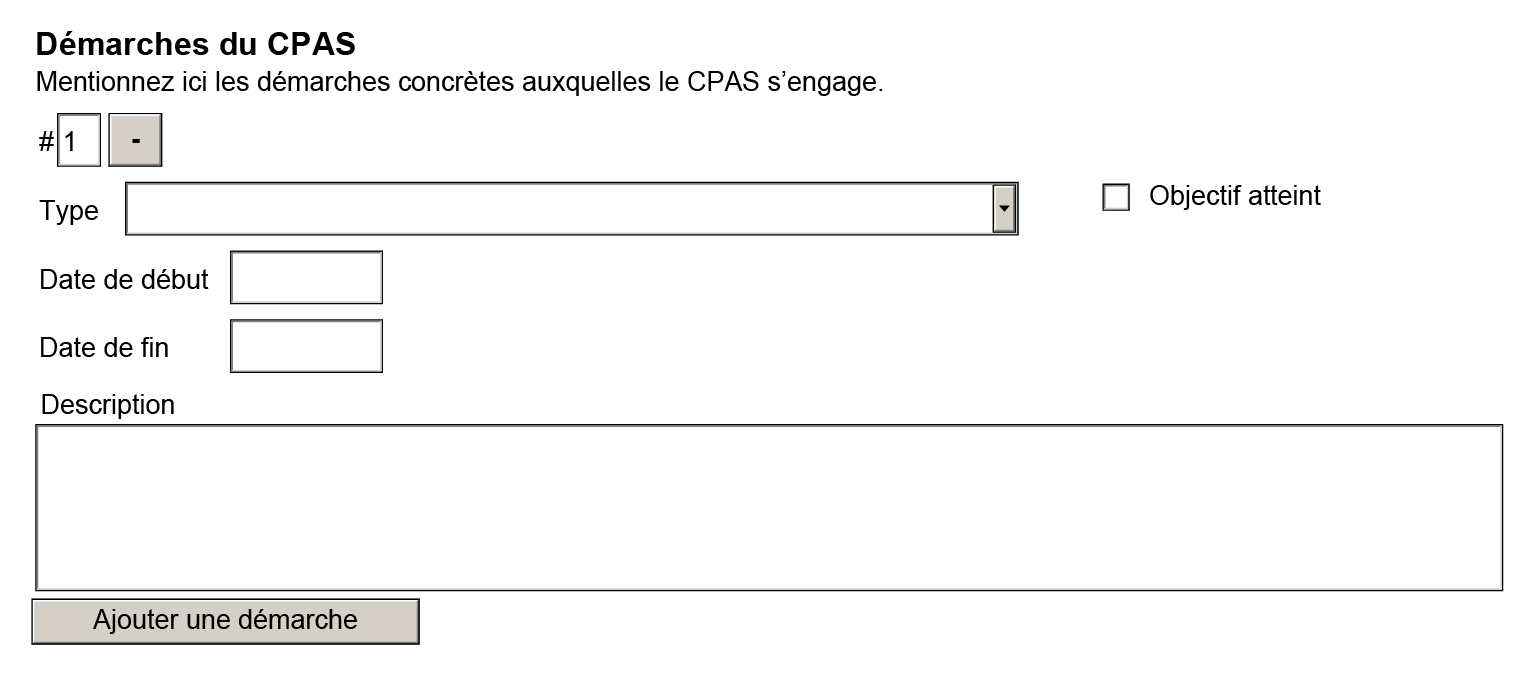 Démarches du CPAS
Mentionnez ici les démarches concrètes auxquelles le CPAS s’engage.
# 1 -
Type
Objectif atteint
Date de début
Date de fin
Description
Ajouter une démarche